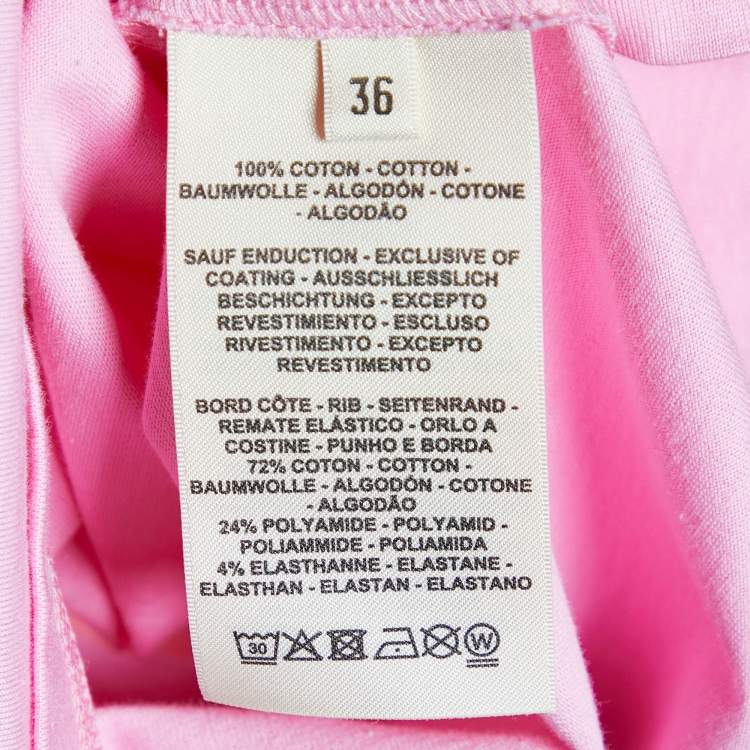 36
100% COTON - COTTON -
BAUMWOLLE - ALGODÓN - COTONE
- ALGODÃO
SAUF ENDUCTION - EXCLUSIVE OF
COATING - AUSSCHLIESSLICH
BESCHICHTUNG - EXCEPTO
REVESTIMIENTO - ESCLUSO
RIVESTIMENTO - EXCEPTO
REVESTIMENTO
BORD CÔTE - RIB - SEITENRAND -
REMATE ELÁSTICO - ORLO A
COSTINE - PUNHO E BORDA
72% COTON - COTTON -
BAUMWOLLE - ALGODÓN - COTONE
- ALGODÃO
24% POLYAMIDE - POLYAMID -
POLIAMMIDE - POLIAMIDA
4% ELASTHANNE - ELASTANE -
ELASTHAN - ELASTAN - ELASTANO
30 W